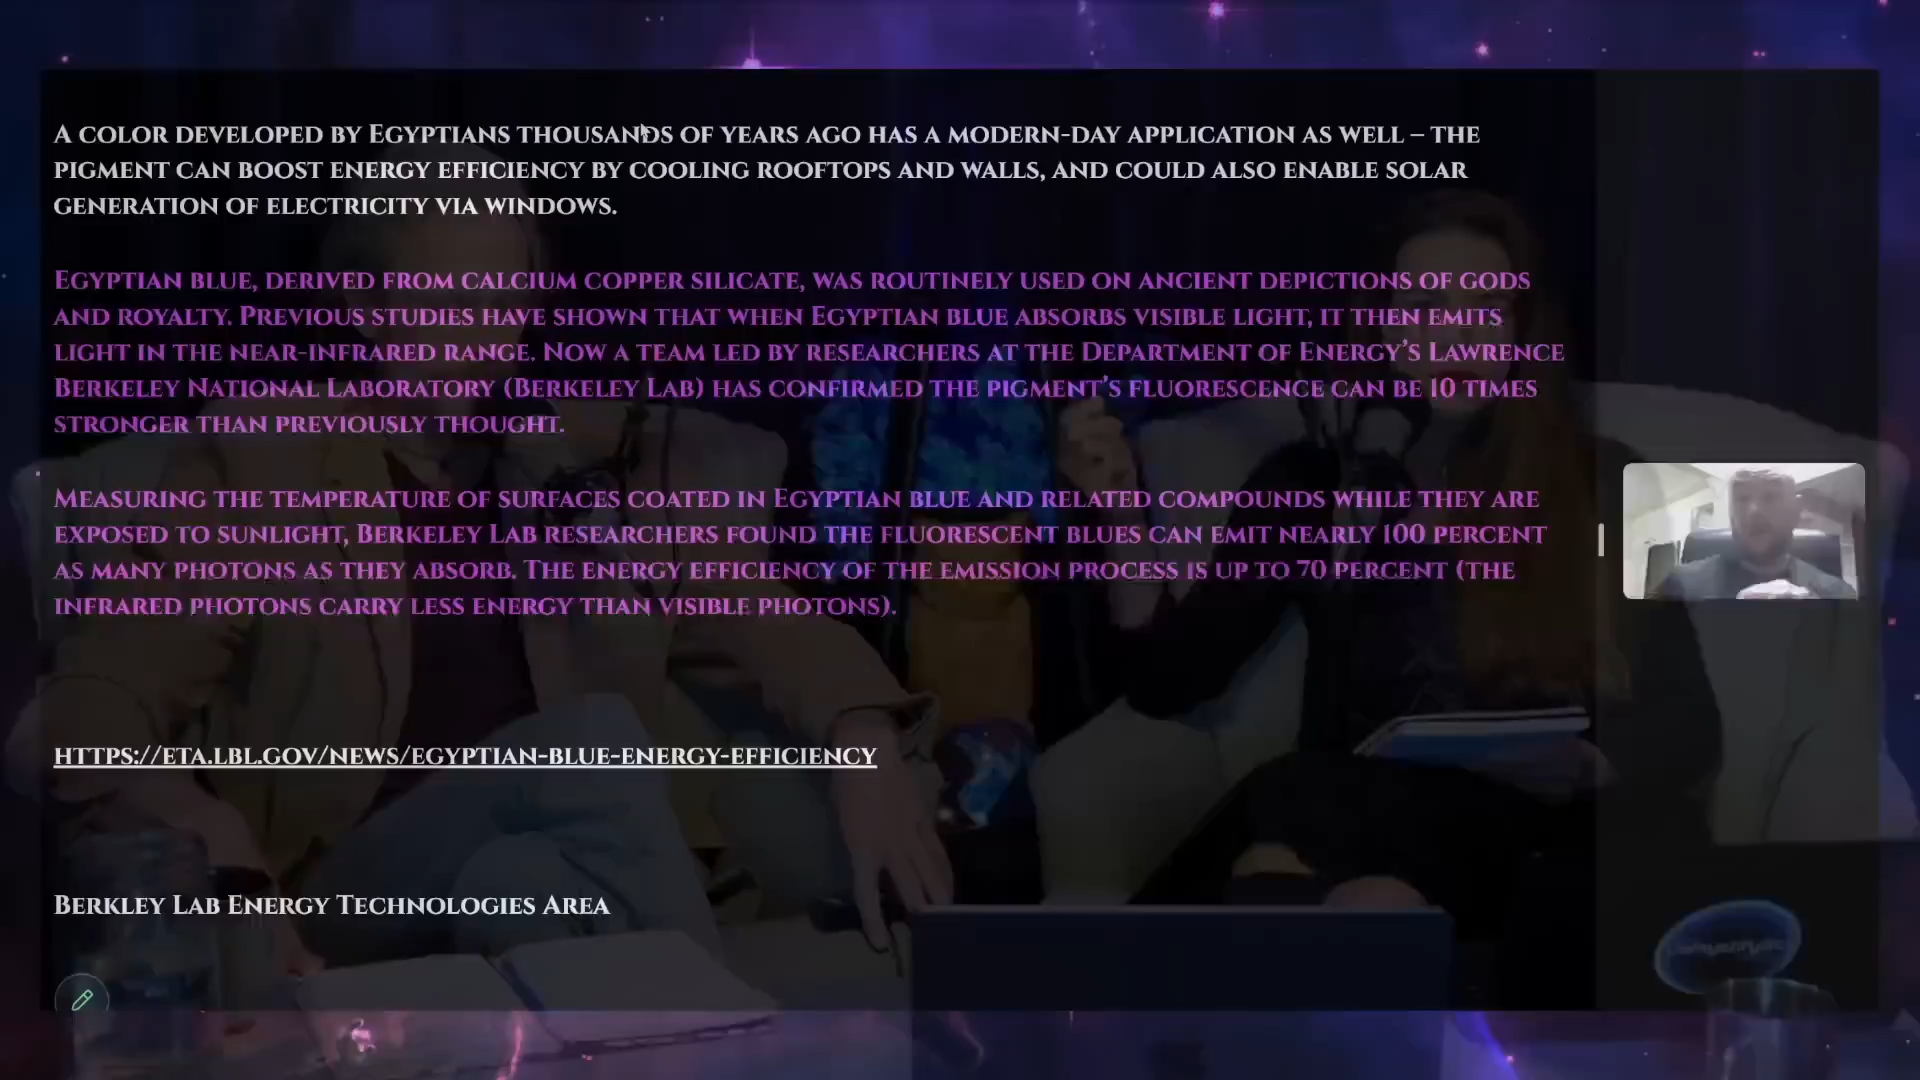 A color developed by Egyptians thousands of years ago has a modern-day application as well – the
pigment can boost energy efficiency by cooling rooftops and walls, and could also enable solar
generation of electricity via windows.
Egyptian blue, derived from calcium copper silicate, was routinely used on ancient depictions of gods
and royalty. Previous studies have shown that when Egyptian blue absorbs visible light, it then emits
light in the near-infrared range. Now a team led by researchers at the Department of Energy's Lawrence
Berkeley National Laboratory (Berkeley Lab) has confirmed the pigment's fluorescence can be 10 times
stronger than previously thought.
Measuring the temperature of surfaces coated in Egyptian blue and related compounds while they are
exposed to sunlight, Berkeley Lab researchers found the fluorescent blues can emit nearly 100 percent
as many photons as they absorb. The energy efficiency of the emission process is up to 70 percent (the
infrared photons carry less energy than visible photons).
https://eta.lbl.gov/news/egyptian-blue-energy-efficiency
Berkley Lab Energy Technologies Area